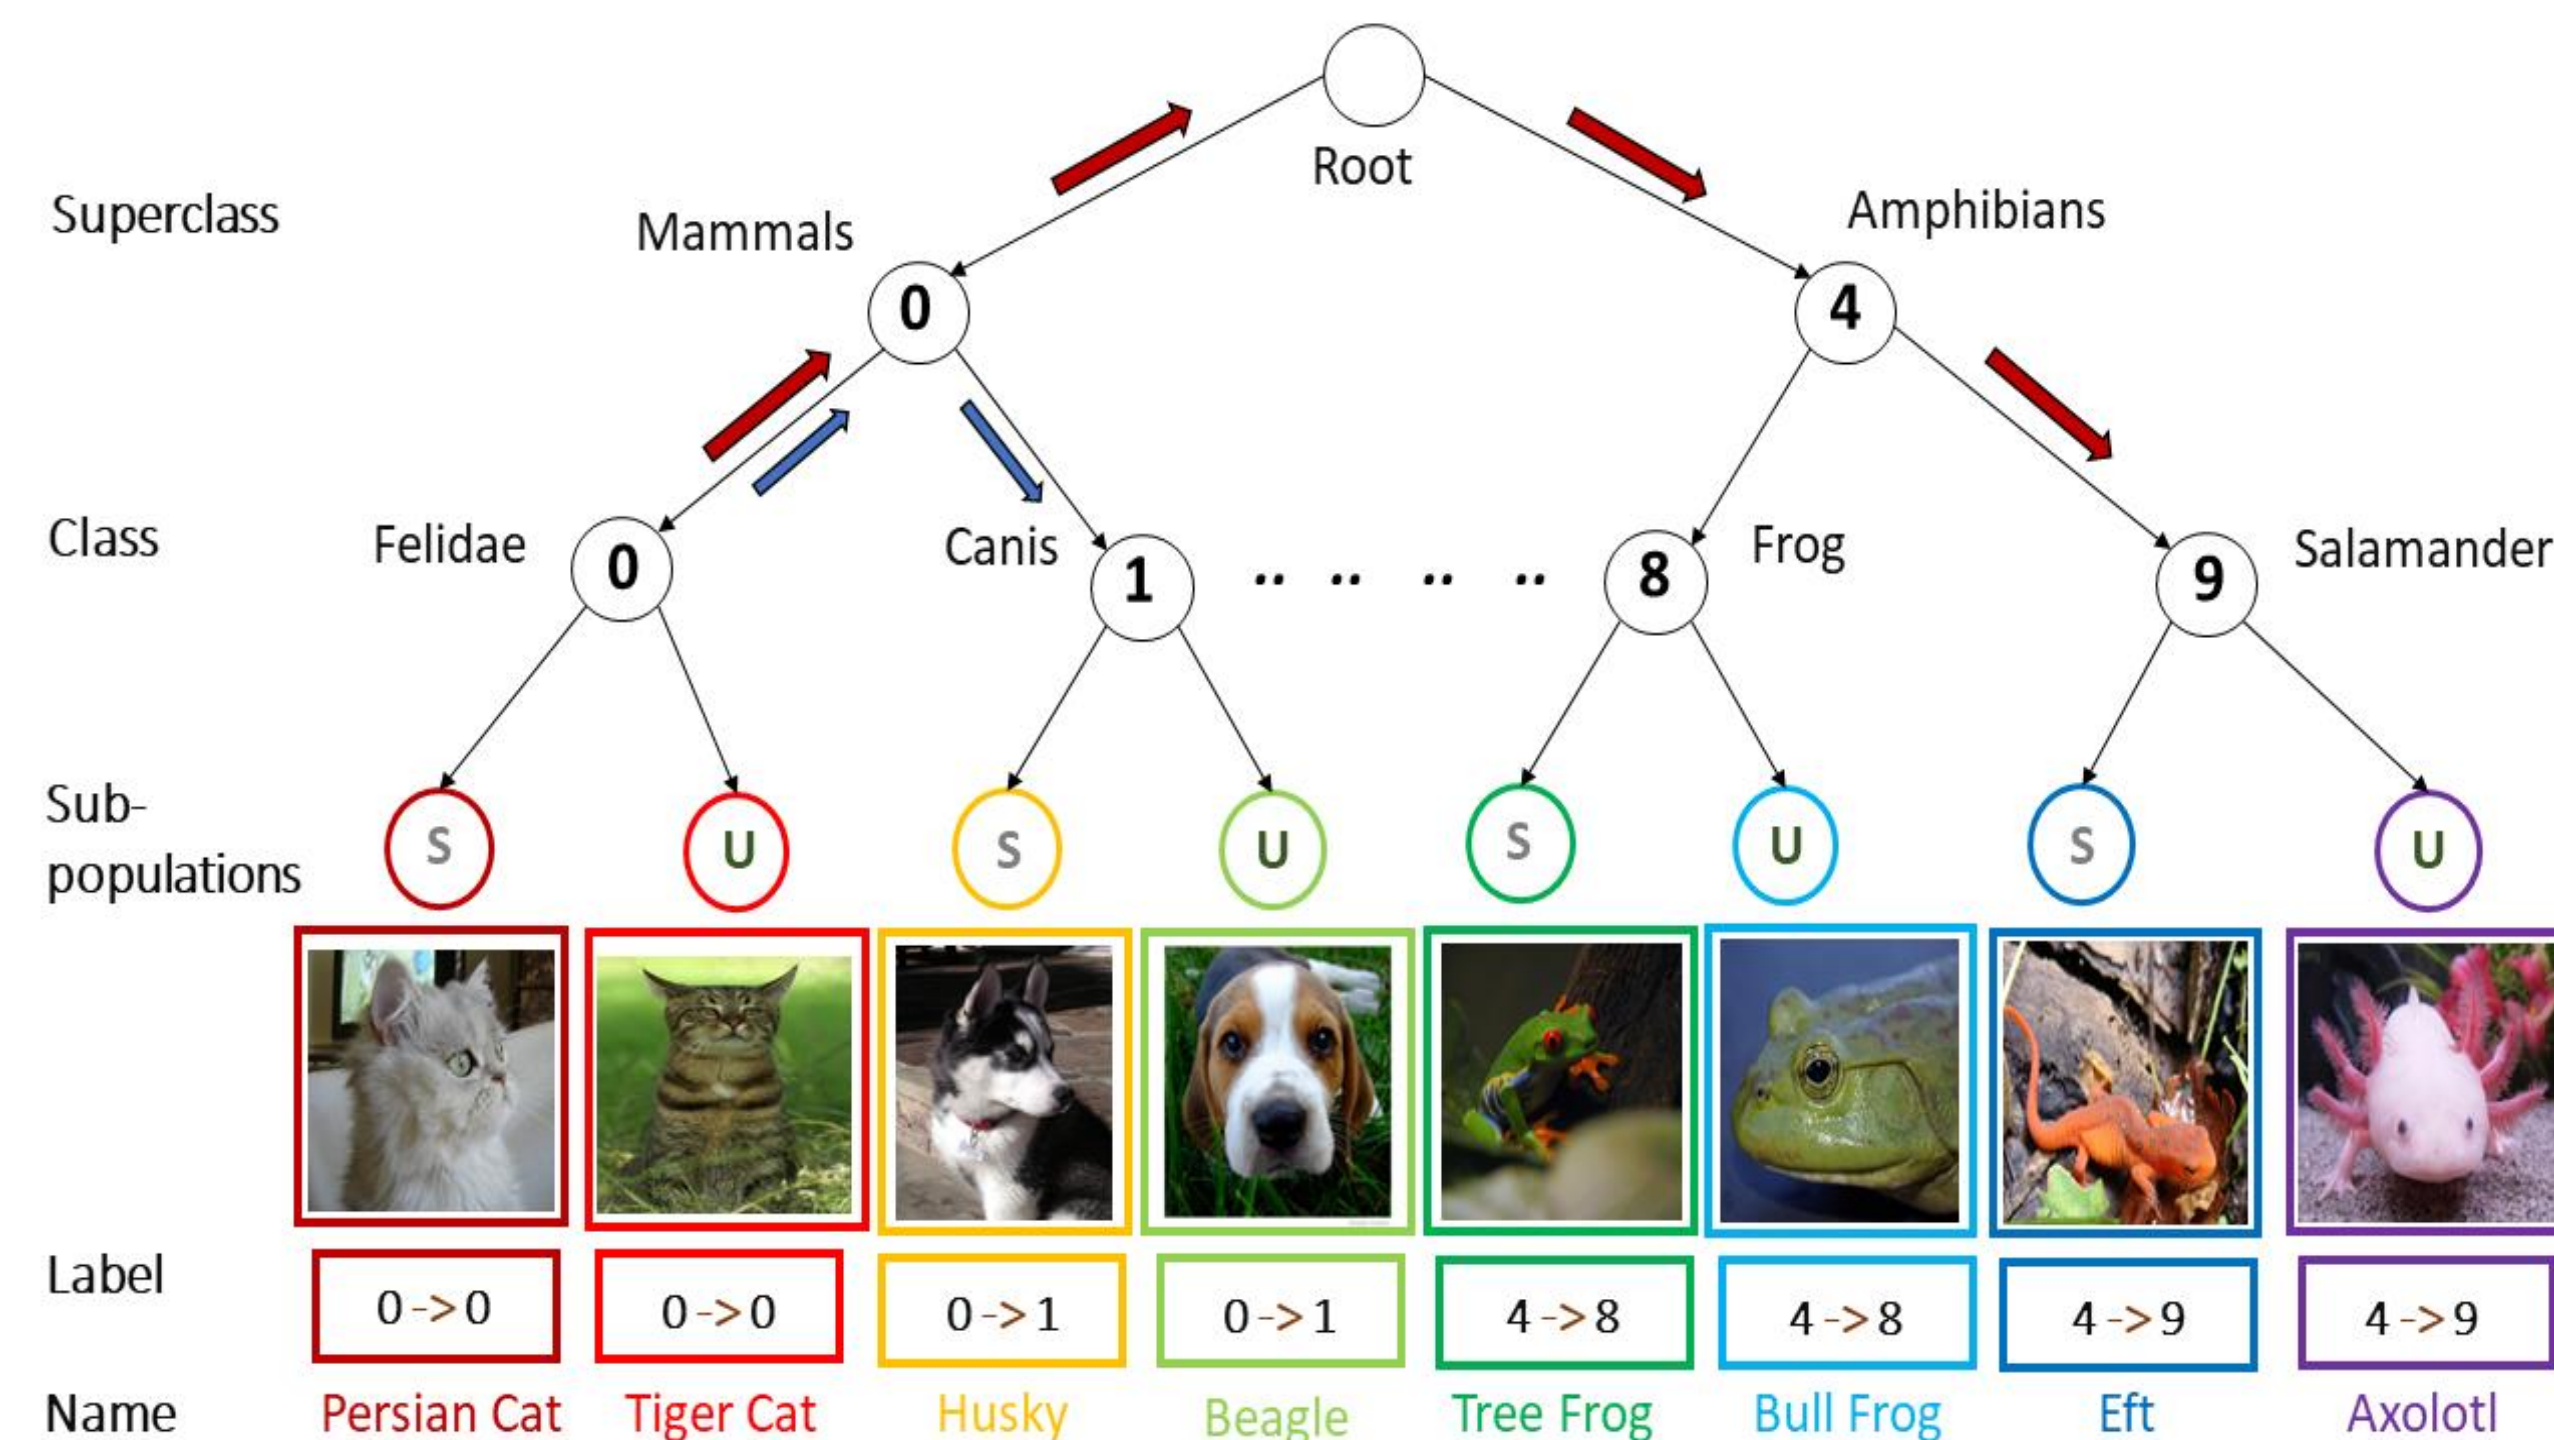 Root
Superclass
Mammals
Amphibians
0
4
Class
Felidae
0
Canis
1
.. .. .. ..
8
Frog
9
Salamander
Sub-
populations
S
U
S
U
S
U
S
U
Label
0 -> 0
0 -> 0
0 -> 1
0 -> 1
4 -> 8
4 -> 8
4 -> 9
4 -> 9
Name
Persian Cat
Tiger Cat
Husky
Beagle
Tree Frog
Bull Frog
Eft
Axolotl